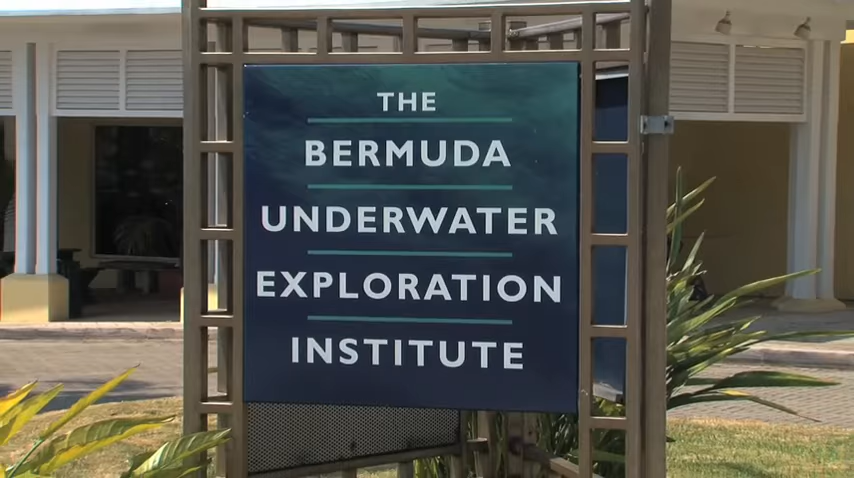 THE
BERMUDA
UNDERWATER
EXPLORATION
INSTITUTE